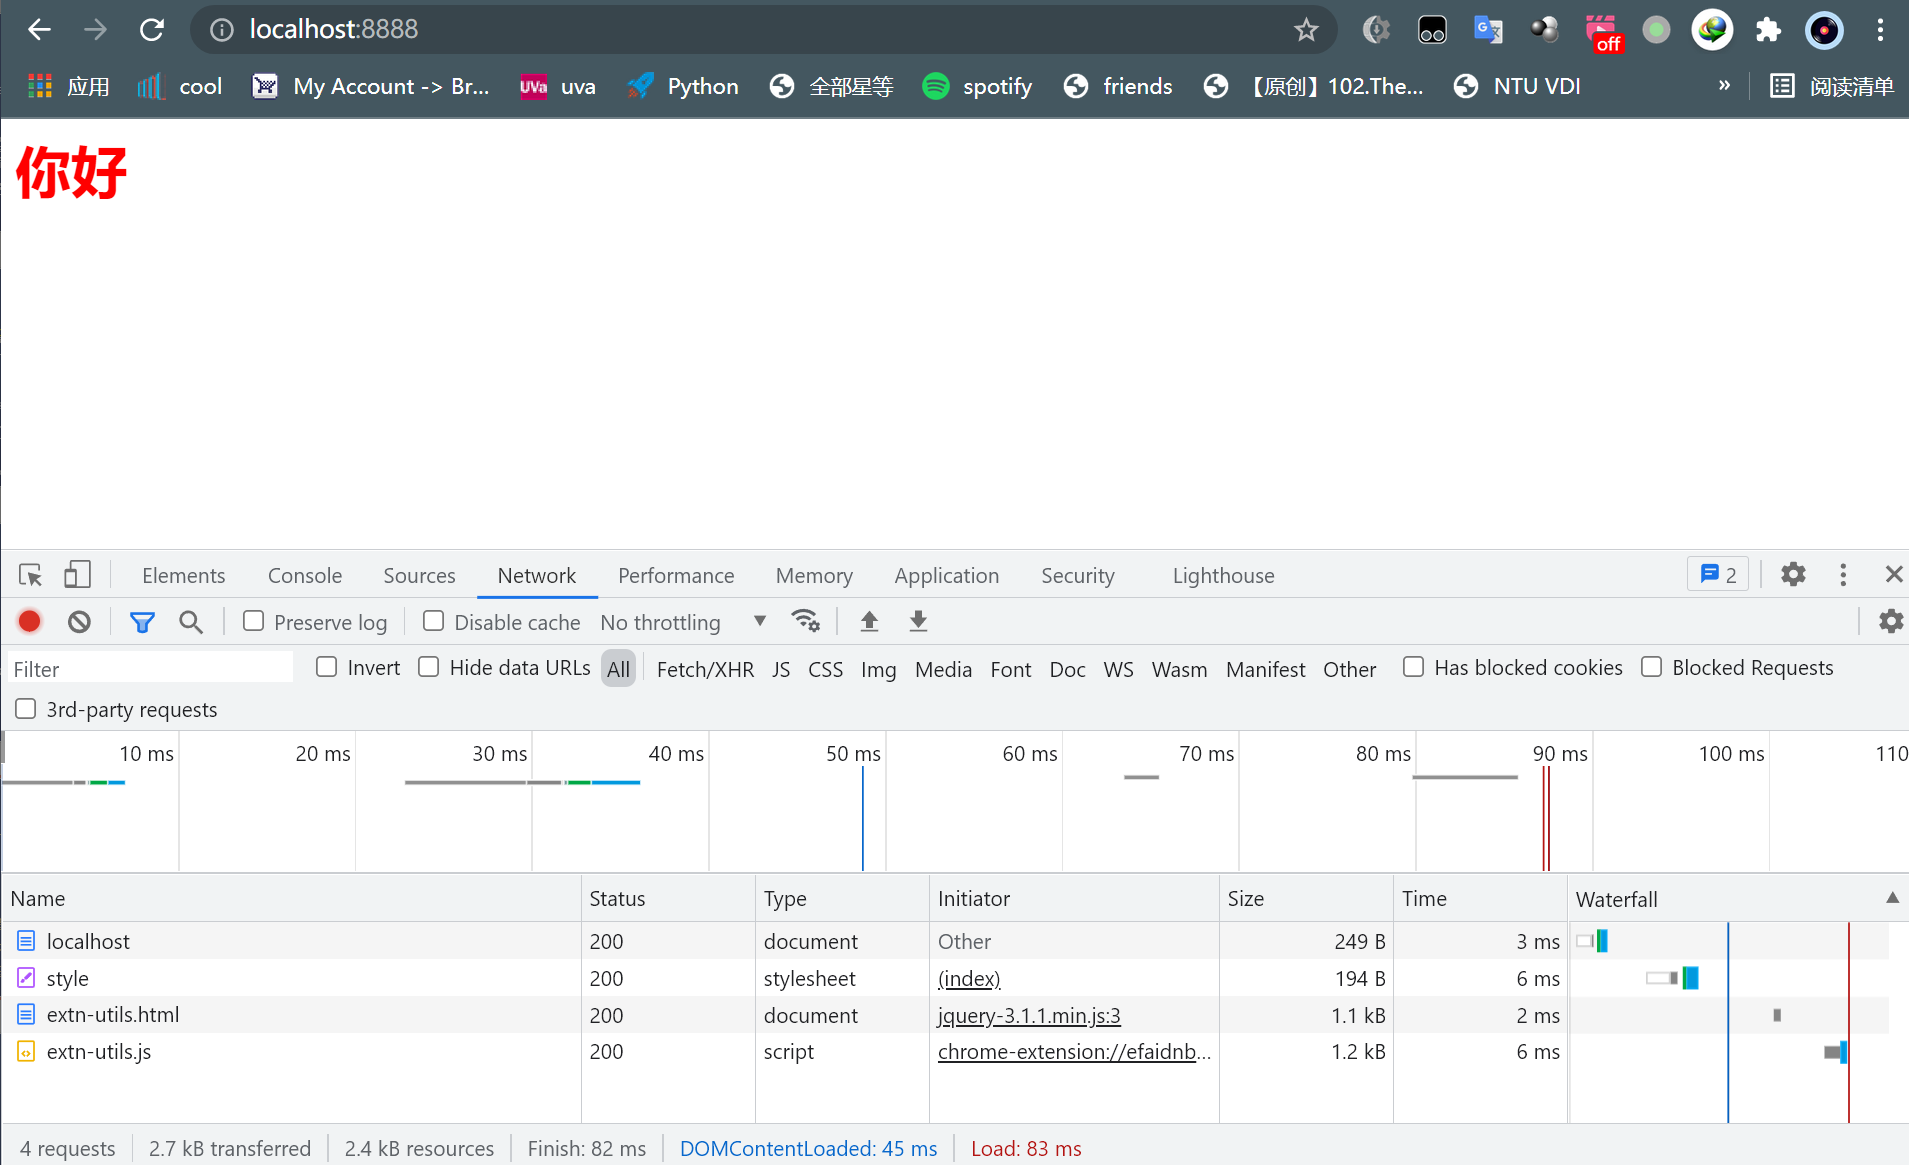 localhost:8888
off
应用 cool My Account -> Br... UVa uva Python 全部星等 spotify friends 【原创】102.The... NTU VDI » 阅读清单
你好
Elements Console Sources Network Performance Memory Application Security Lighthouse 2
Preserve log Disable cache No throttling
Filter Invert Hide data URLs All Fetch/XHR JS CSS Img Media Font Doc WS Wasm Manifest Other Has blocked cookies Blocked Requests
3rd-party requests
10 ms 20 ms 30 ms 40 ms 50 ms 60 ms 70 ms 80 ms 90 ms 100 ms 110
Name Status Type Initiator Size Time Waterfall
localhost 200 document Other 249 B 3 ms
style 200 stylesheet (index) 194 B 6 ms
extn-utils.html 200 document jquery-3.1.1.min.js:3 1.1 kB 2 ms
extn-utils.js 200 script chrome-extension://efaidnb... 1.2 kB 6 ms
4 requests 2.7 kB transferred 2.4 kB resources Finish: 82 ms DOMContentLoaded: 45 ms Load: 83 ms